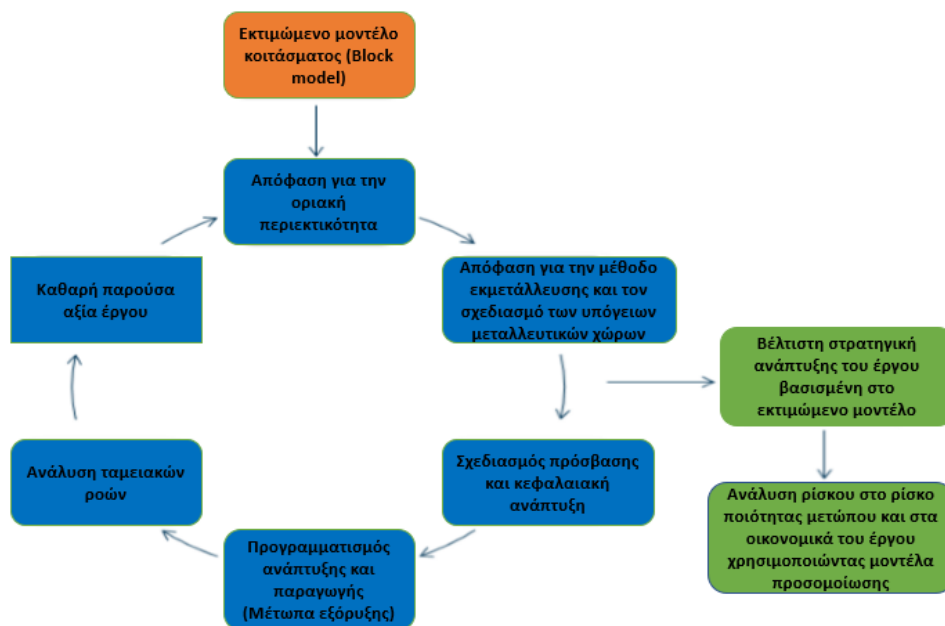 Εκτιμώμενο μοντέλο
κοιτάσματος (Block
model)
Απόφαση για την
οριακή
περιεκτικότητα
Απόφαση για την μέθοδο
εκμετάλλευσης και τον
σχεδιασμό των υπόγειων
μεταλλευτικών χώρων
Καθαρή παρούσα
αξία έργου
Βέλτιστη στρατηγική
ανάπτυξης του έργου
βασισμένη στο
εκτιμώμενο μοντέλο
Σχεδιασμός πρόσβασης
και κεφαλαιακή
ανάπτυξη
Ανάλυση ταμειακών
ροών
Προγραμματισμός
ανάπτυξης και
παραγωγής
(Μέτωπα εξόρυξης)
Ανάλυση ρίσκου στο ρίσκο
ποιότητας μετώπου και στα
οικονομικά του έργου
χρησιμοποιώντας μοντέλα
προσομοίωσης